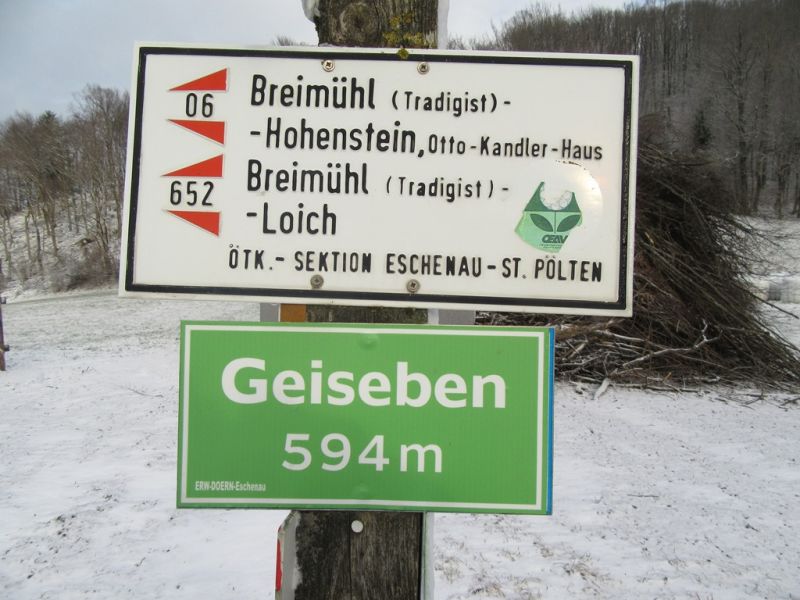 06 Breimühl (Tradigist)-
-Hohenstein, Otto-Kandler-Haus
652 Breimühl (Tradigist)-
-Loich
ÖTK.- SEKTION ESCHENAU-ST. PÖLTEN
Geiseben
594m
ERW-DOERN-Eschenau